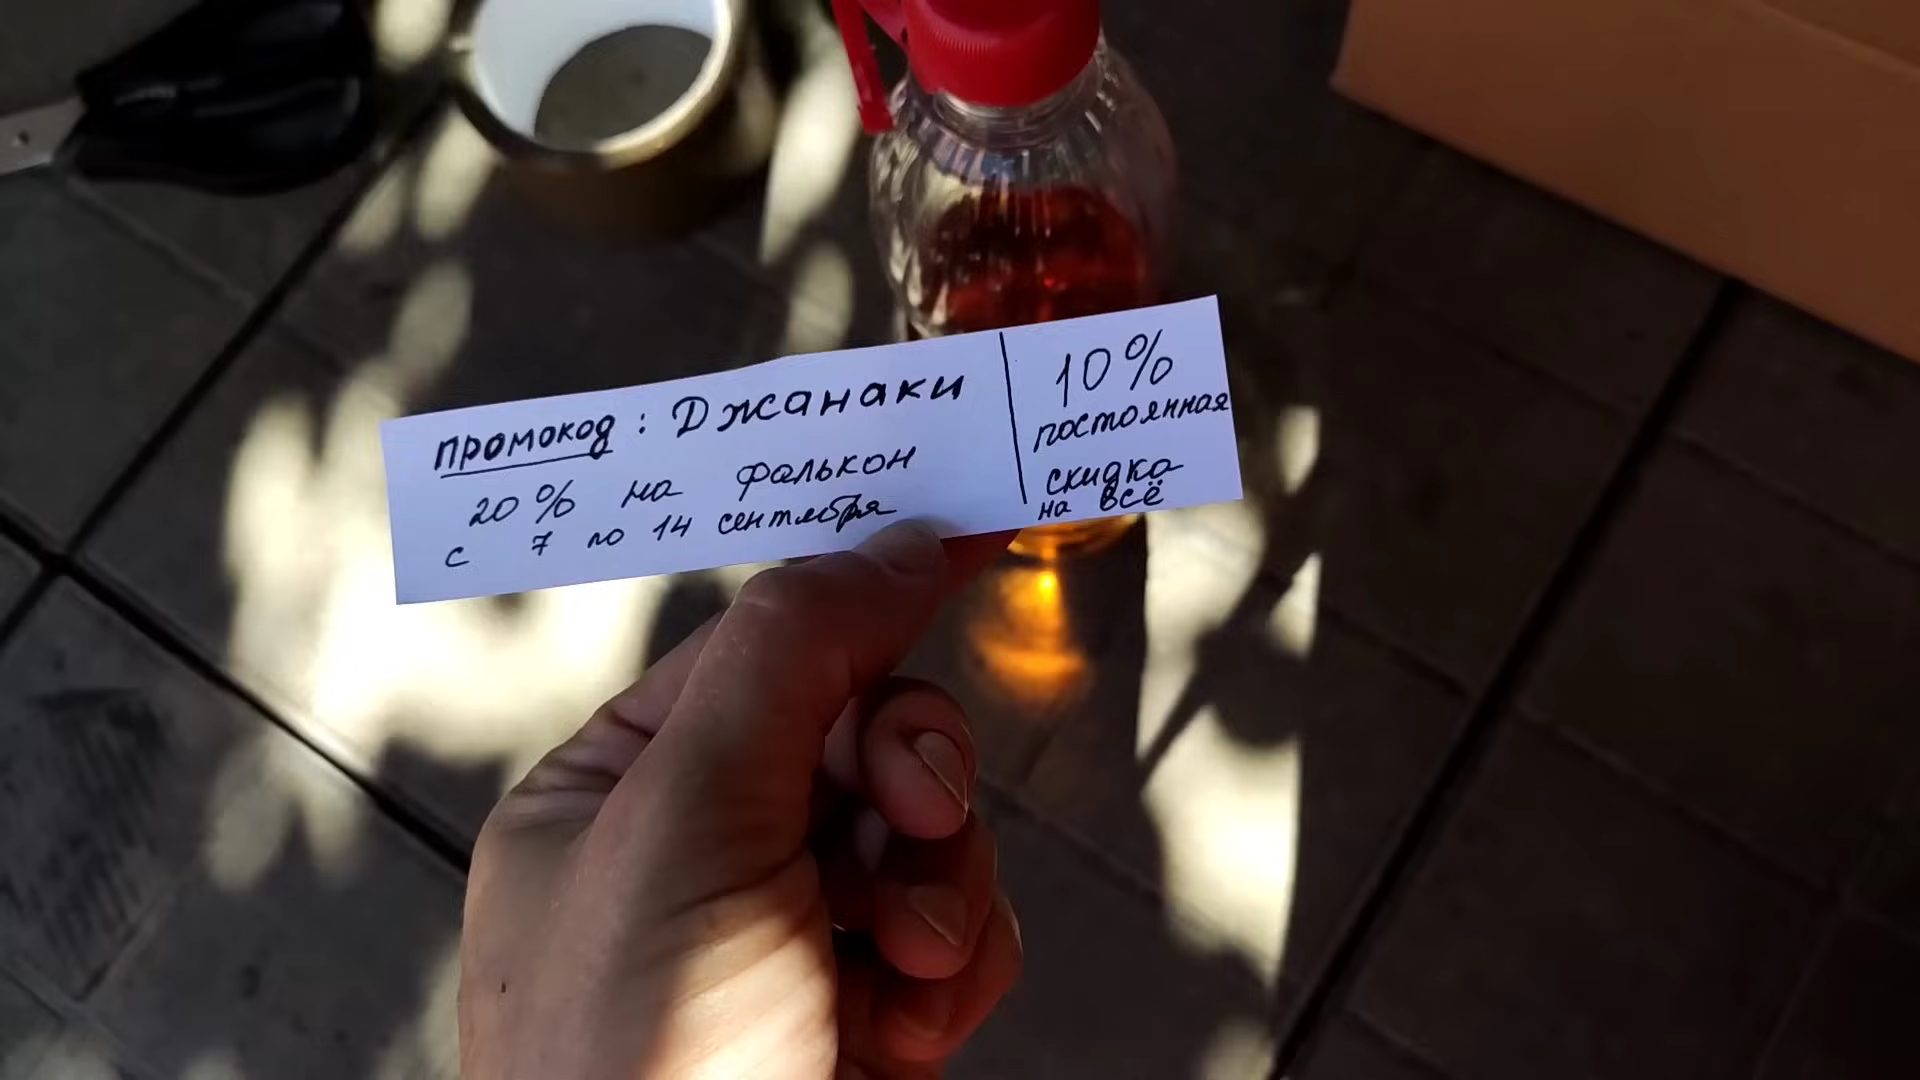 промокод: Джанаки
20% на фалькон
с 7 по 14 сентября
10%
постоянная
скидка
на всё